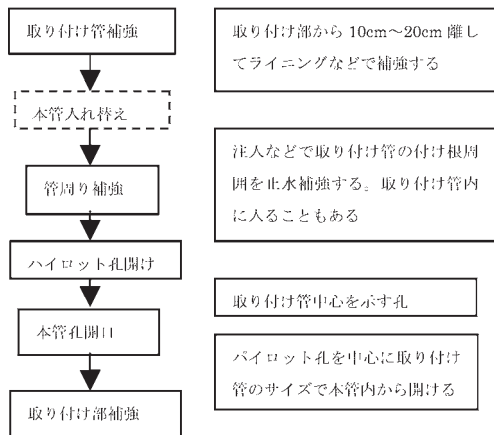 取り付け管補強
取り付け部から10cm～20cm離し
てライニングなどで補強する
本管入れ替え
注入などで取り付け管の付け根周
囲を止水補強する。取り付け管内
に入ることもある
管周り補強
パイロット孔開け
取り付け管中心を示す孔
本管孔開口
パイロット孔を中心に取り付け
管のサイズで本管内から開ける
取り付け部補強